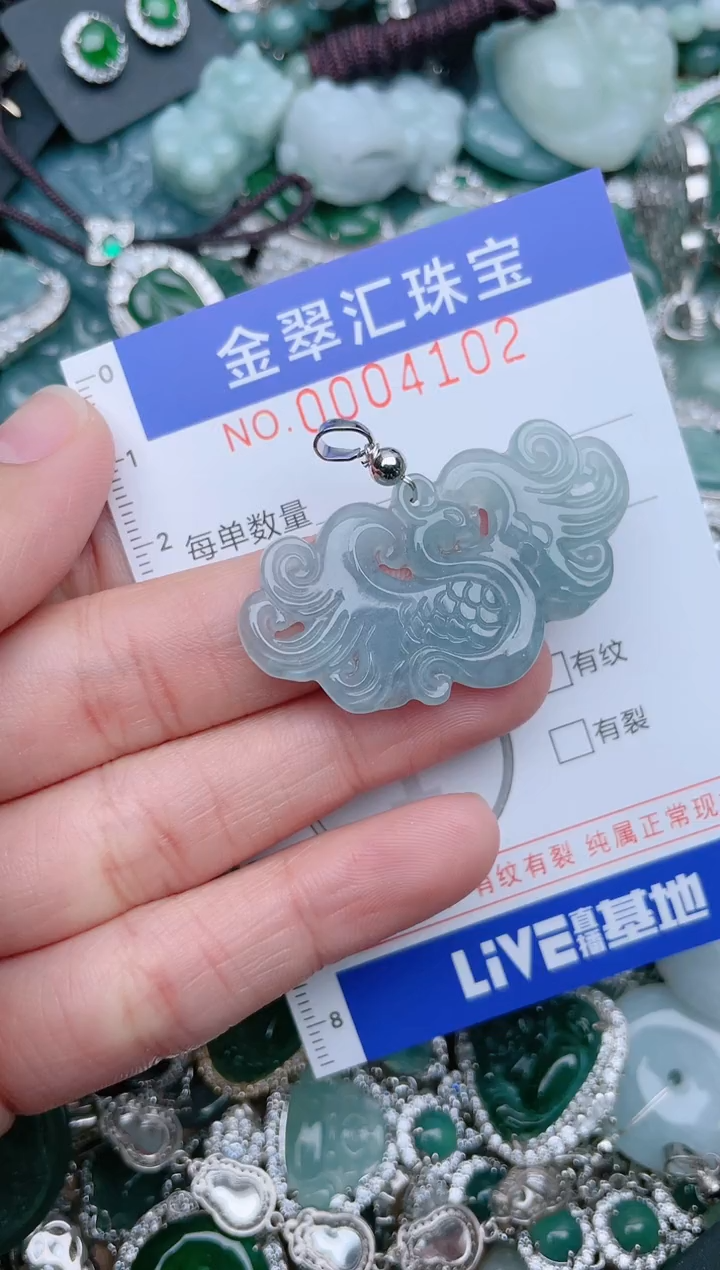 金翠汇珠宝
NO.0004102
0
1
2
每单数量
有纹
有裂
有纹有裂 纯属正常现
LiVE直播基地
8